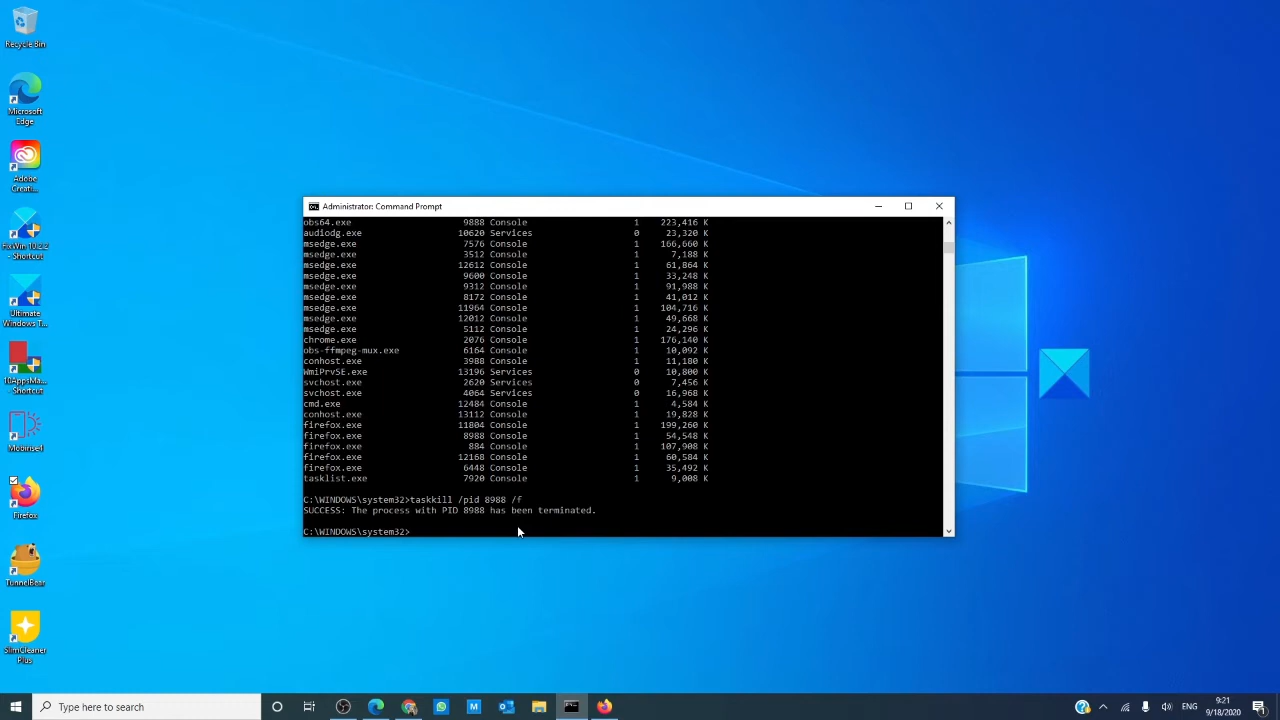 Recycle Bin
Microsoft
Edge
Adobe
Creati...
FixWin 10.2.2
- Shortcut
Ultimate
Windows T...
10AppsMa...
- Shortcut
Mobirise4
Firefox
TunnelBear
SlimCleaner
Plus
Administrator: Command Prompt
obs64.exe 9888 Console 1 223,416 K
audiodg.exe 10620 Services 0 23,320 K
msedge.exe 7576 Console 1 166,660 K
msedge.exe 3512 Console 1 7,188 K
msedge.exe 12612 Console 1 61,864 K
msedge.exe 9600 Console 1 33,248 K
msedge.exe 9312 Console 1 91,988 K
msedge.exe 8172 Console 1 41,012 K
msedge.exe 11964 Console 1 104,716 K
msedge.exe 12012 Console 1 49,668 K
msedge.exe 5112 Console 1 24,296 K
chrome.exe 2076 Console 1 176,140 K
obs-ffmpeg-mux.exe 6164 Console 1 10,092 K
conhost.exe 3988 Console 1 11,180 K
WmiPrvSE.exe 13196 Services 0 10,800 K
svchost.exe 2620 Services 0 7,456 K
svchost.exe 4064 Services 0 16,968 K
cmd.exe 12484 Console 1 4,584 K
conhost.exe 13112 Console 1 19,828 K
firefox.exe 11804 Console 1 199,260 K
firefox.exe 8988 Console 1 54,548 K
firefox.exe 884 Console 1 107,908 K
firefox.exe 12168 Console 1 60,584 K
firefox.exe 6448 Console 1 35,492 K
tasklist.exe 7920 Console 1 9,008 K
C:\WINDOWS\system32>taskkill /pid 8988 /f
SUCCESS: The process with PID 8988 has been terminated.
C:\WINDOWS\system32>
Type here to search
M
ENG
9:21
9/18/2020